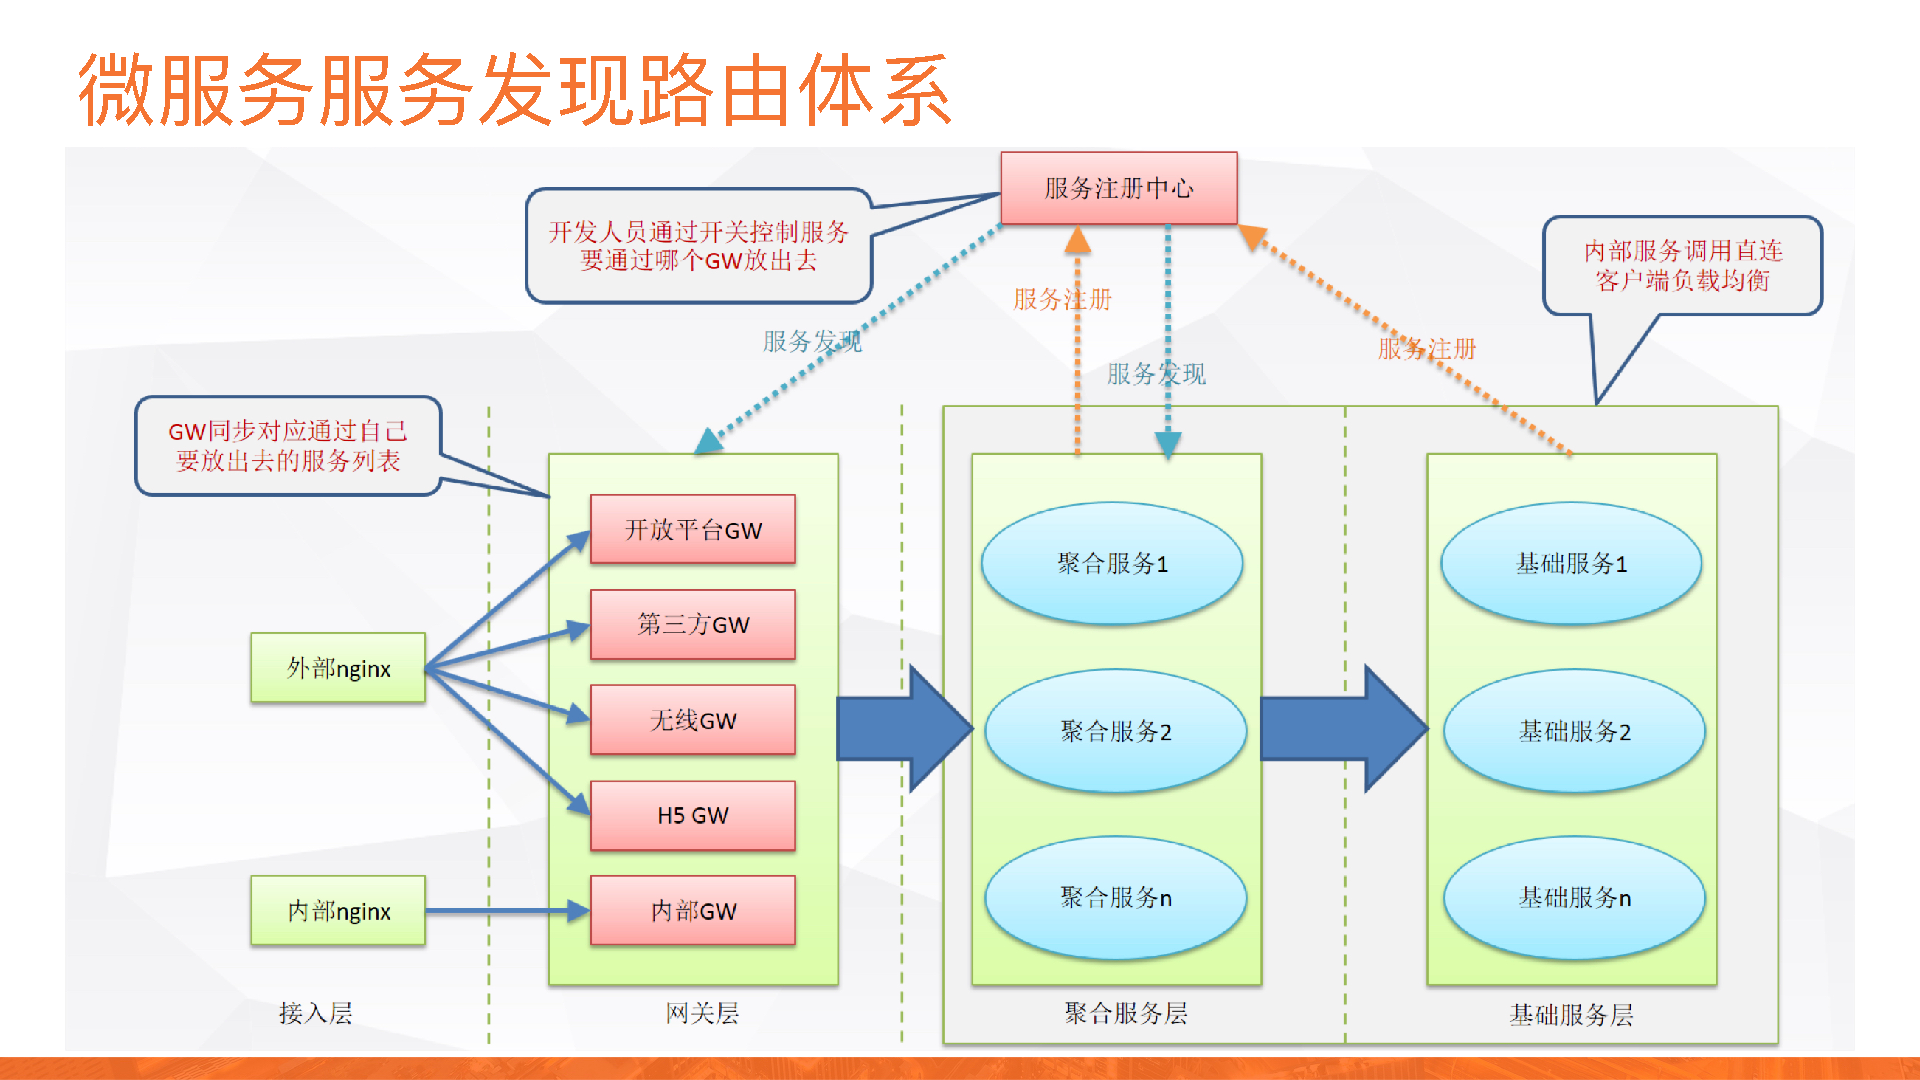 微服务服务发现路由体系
服务注册中心
开发人员通过开关控制服务
要通过哪个GW放出去
内部服务调用直连
客户端负载均衡
服务注册
服务发现
服务注册
服务发现
GW同步对应通过自己
要放出去的服务列表
开放平台GW
第三方GW
无线GW
H5 GW
内部GW
外部nginx
内部nginx
聚合服务1
聚合服务2
聚合服务n
基础服务1
基础服务2
基础服务n
接入层
网关层
聚合服务层
基础服务层